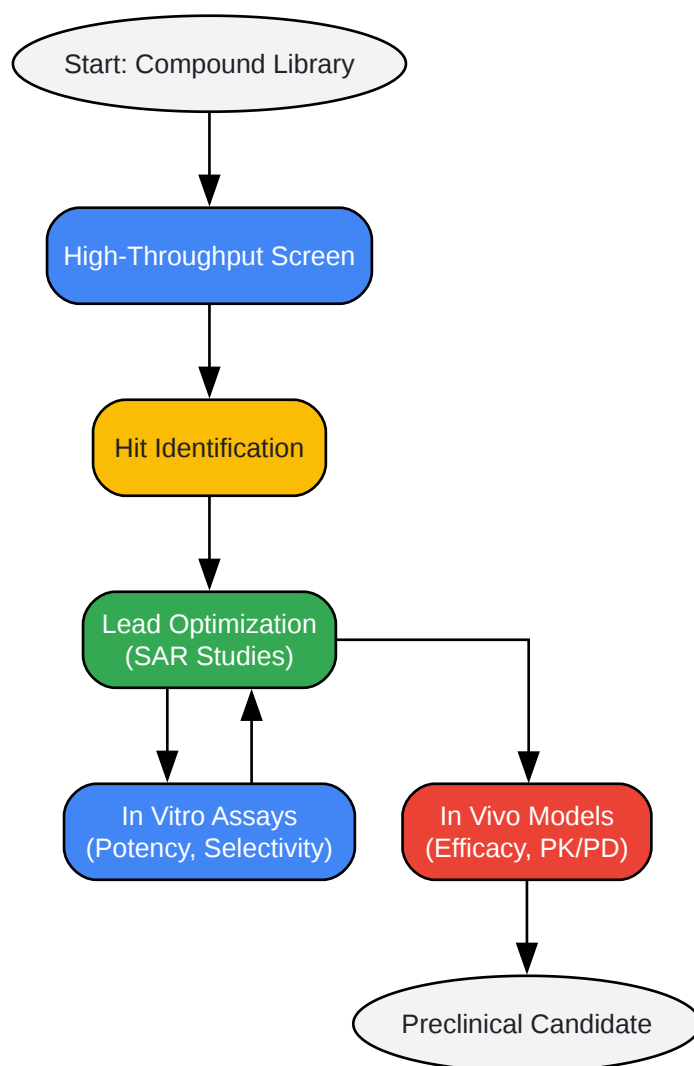 Start: Compound Library
High-Throughput Screen
Hit Identification
Lead Optimization
(SAR Studies)
In Vitro Assays
(Potency, Selectivity)
In Vivo Models
(Efficacy, PK/PD)
Preclinical Candidate